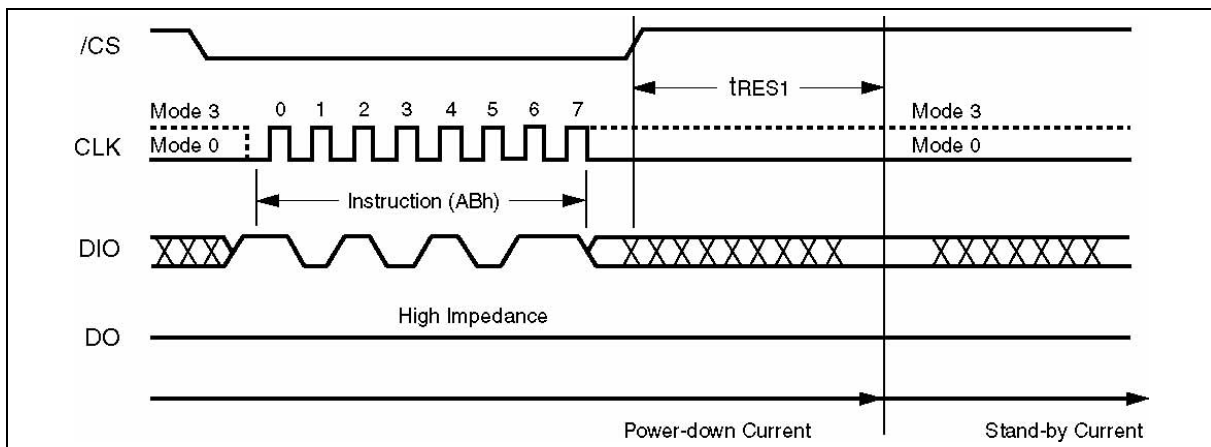 /CS
tRES1
Mode 3 0 1 2 3 4 5 6 7 Mode 3
CLK
Mode 0 Mode 0
Instruction (ABh)
DIO
High Impedance
DO
Power-down Current Stand-by Current